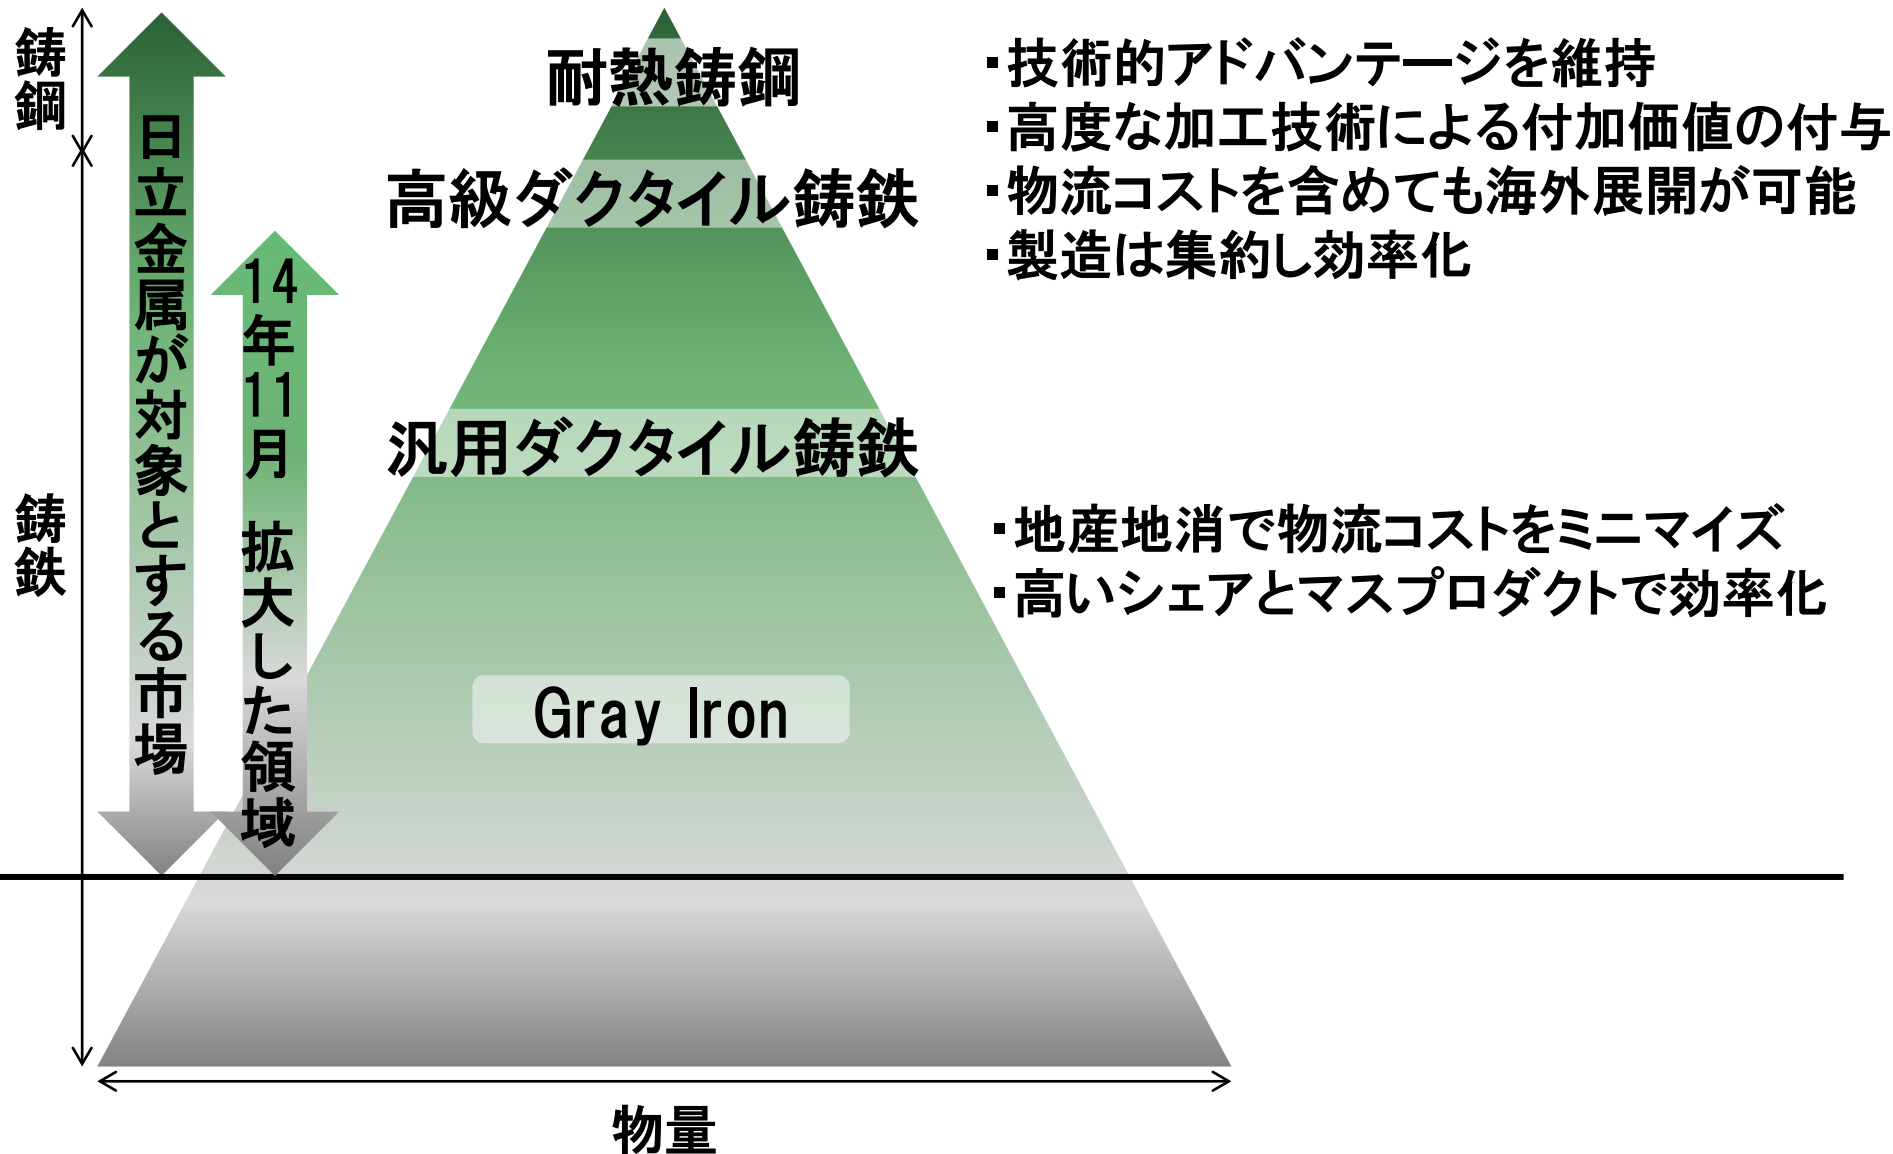 鋳鋼
鋳鉄
日立金属が対象とする市場
14年11月 拡大した領域
耐熱鋳鋼
高級ダクタイル鋳鉄
汎用ダクタイル鋳鉄
Gray Iron
物量
・技術的アドバンテージを維持
・高度な加工技術による付加価値の付与
・物流コストを含めても海外展開が可能
・製造は集約し効率化
・地産地消で物流コストをミニマイズ
・高いシェアとマスプロダクトで効率化